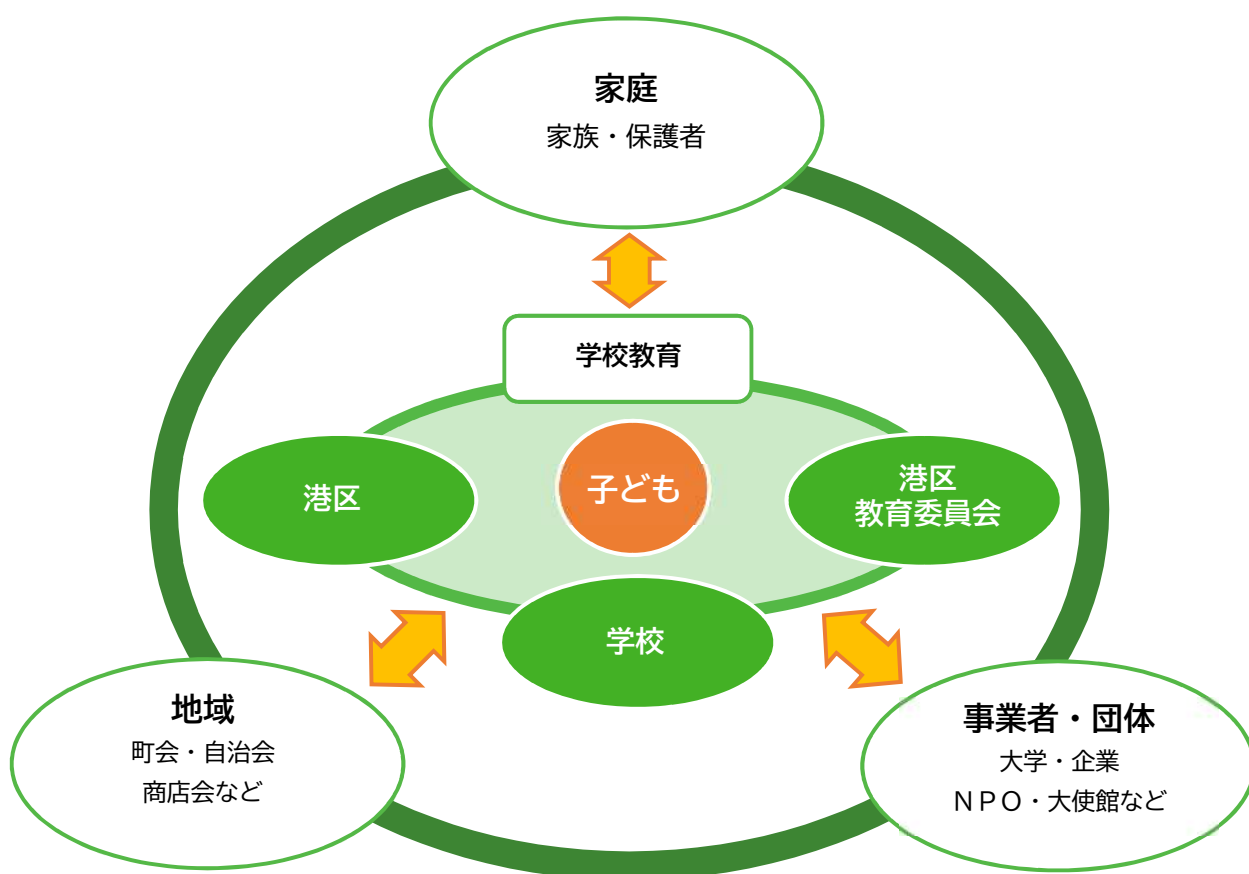 家庭
家族・保護者
学校教育
港区
子ども
港区
教育委員会
学校
地域
町会・自治会
商店会など
事業者・団体
大学・企業
ＮＰＯ・大使館など